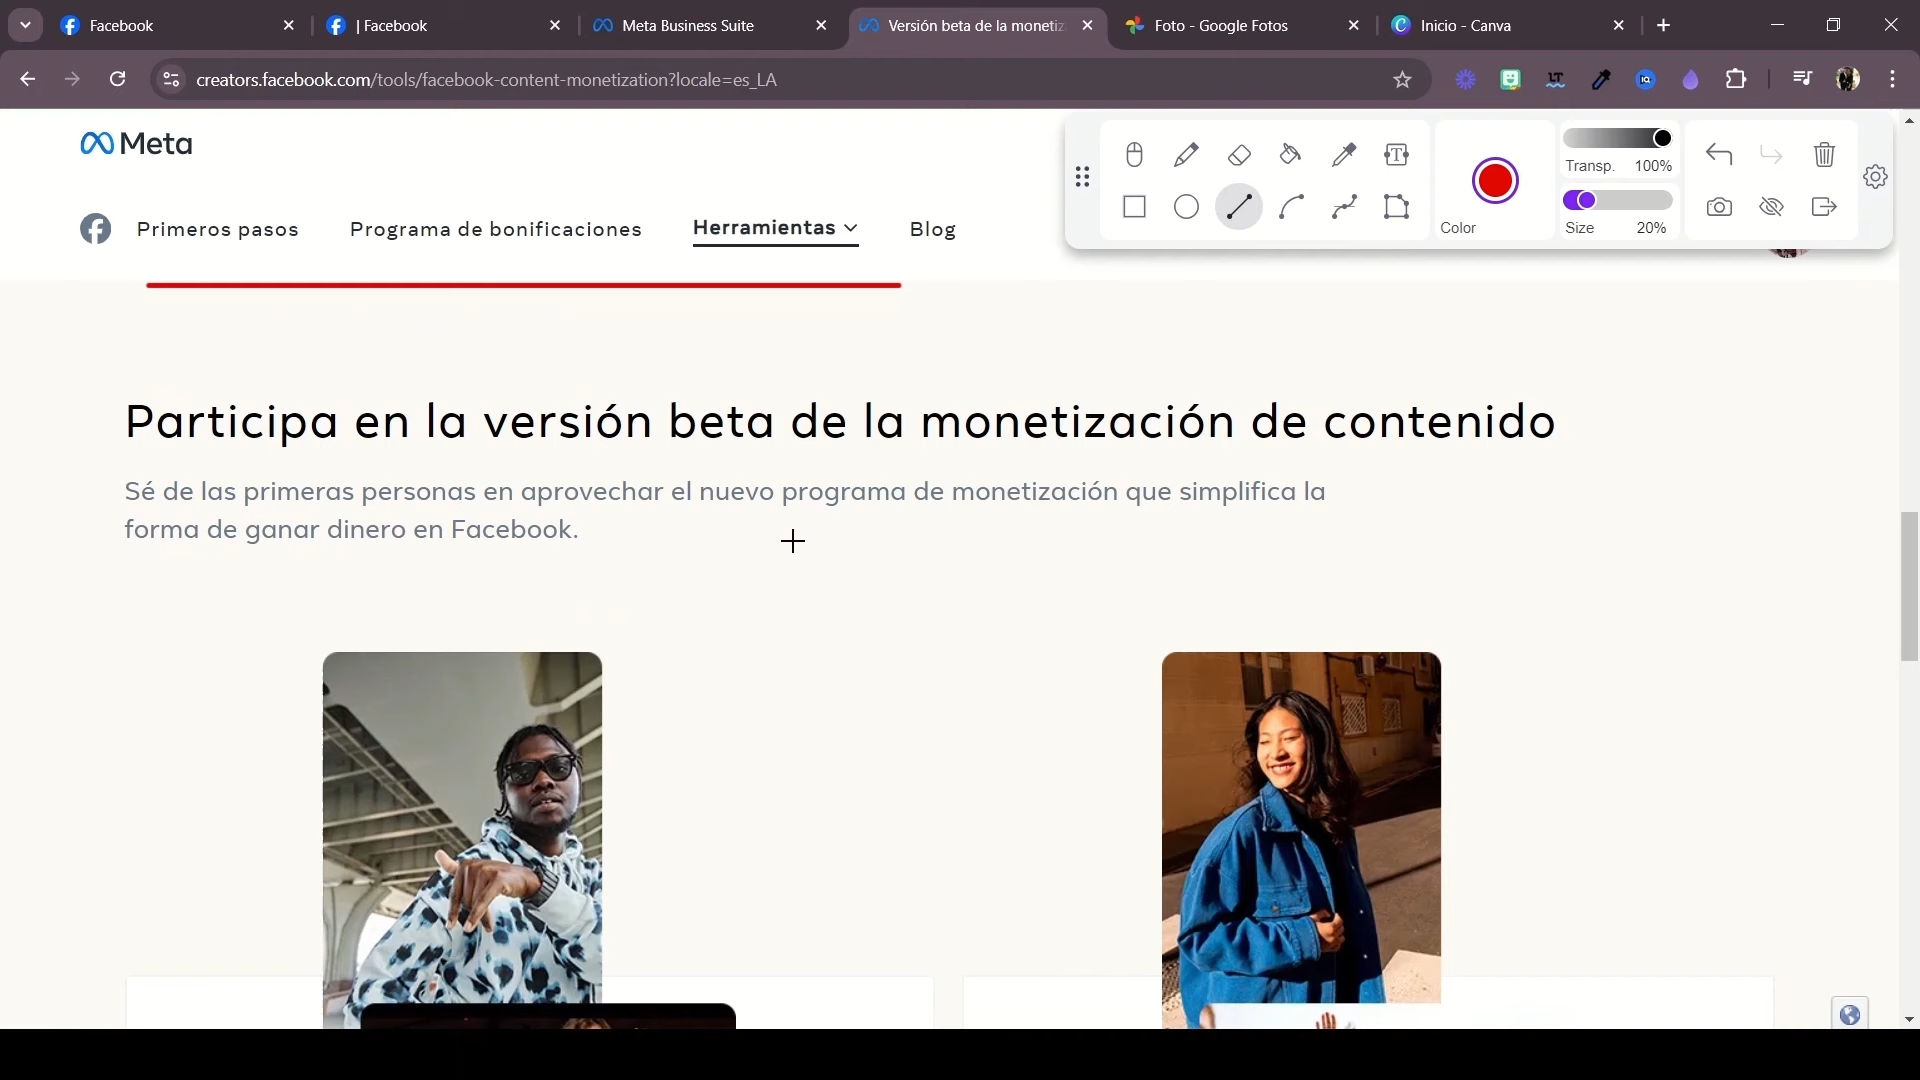 Facebook
| Facebook
Meta Business Suite
Versión beta de la monetiz
Foto - Google Fotos
Inicio - Canva
creators.facebook.com/tools/facebook-content-monetization?locale=es_LA
Meta
Transp. 100%
Color
Size 20%
Primeros pasos
Programa de bonificaciones
Herramientas
Blog
Participa en la versión beta de la monetización de contenido
Sé de las primeras personas en aprovechar el nuevo programa de monetización que simplifica la
forma de ganar dinero en Facebook.